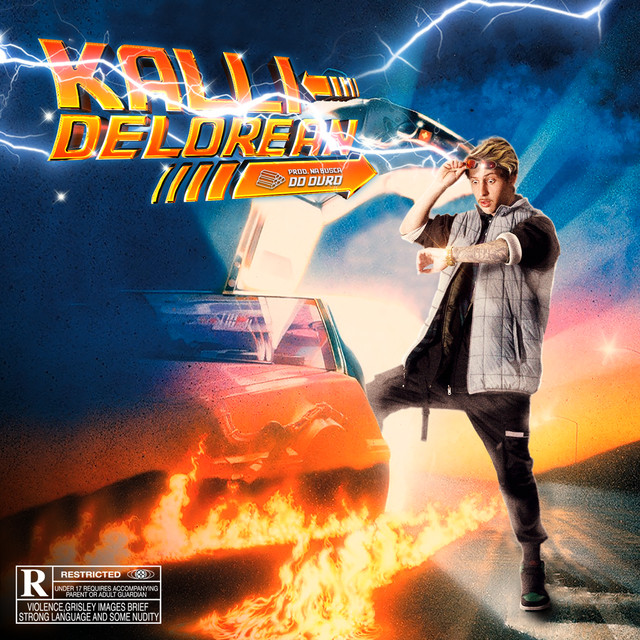 KALLI
DELOREAN
PROD. NA BUSCA
DO OURO
R
RESTRICTED
UNDER 17 REQUIRES ACCOMPANYING
PARENT OR ADULT GUARDIAN
VIOLENCE,GRISLEY IMAGES BRIEF
STRONG LANGUAGE AND SOME NUDITY